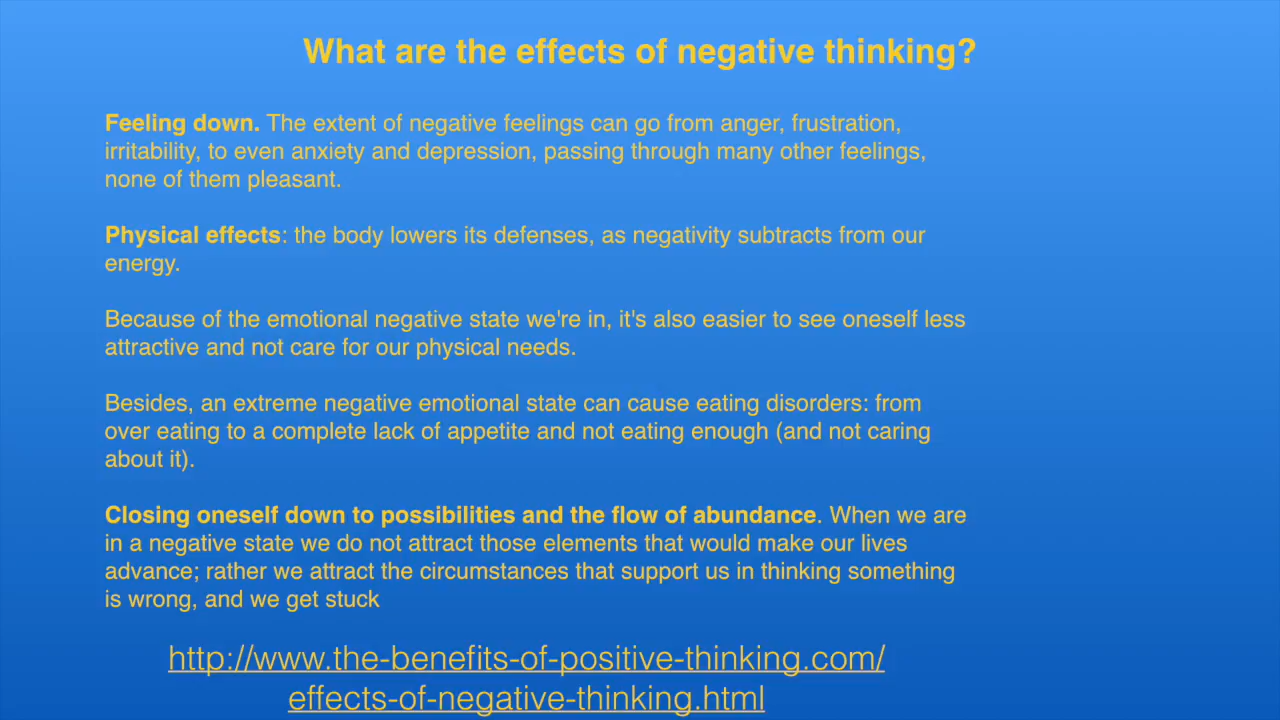 What are the effects of negative thinking?
Feeling down. The extent of negative feelings can go from anger, frustration,
irritability, to even anxiety and depression, passing through many other feelings,
none of them pleasant.
Physical effects: the body lowers its defenses, as negativity subtracts from our
energy.
Because of the emotional negative state we're in, it's also easier to see oneself less
attractive and not care for our physical needs.
Besides, an extreme negative emotional state can cause eating disorders: from
over eating to a complete lack of appetite and not eating enough (and not caring
about it).
Closing oneself down to possibilities and the flow of abundance. When we are
in a negative state we do not attract those elements that would make our lives
advance; rather we attract the circumstances that support us in thinking something
is wrong, and we get stuck
http://www.the-benefits-of-positive-thinking.com/
effects-of-negative-thinking.html